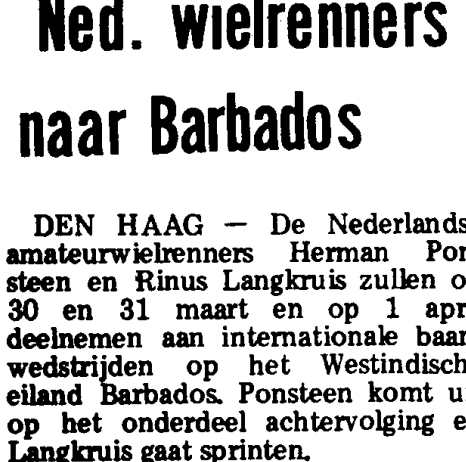 Ned. wielrenners
naar Barbados
DEN HAAG — De Nederlands
amateurwielrenners Herman Pon
steen en Rinus Langkruis zullen o
30 en 31 maart en op 1 apr
deelnemen aan internationale baan
wedstrijden op het Westindisch
eiland Barbados. Ponsteen komt u
op het onderdeel achtervolging e
Langkruis gaat sprinten.